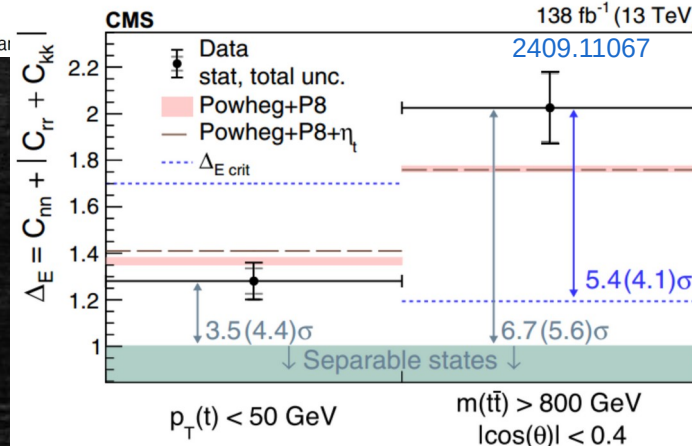 CMS
138 fb⁻¹ (13 TeV
2409.11067
Δ_E = C_nn + | C_rr + C_kk |
2.2
2
1.8
1.6
1.4
1.2
1
Data
stat, total unc.
Powheg+P8
Powheg+P8+η_t
Δ_E crit
3.5(4.4)σ
6.7(5.6)σ
5.4(4.1)σ
↓ Separable states ↓
p_T(t) < 50 GeV
m(tt̄) > 800 GeV
|cos(θ)| < 0.4